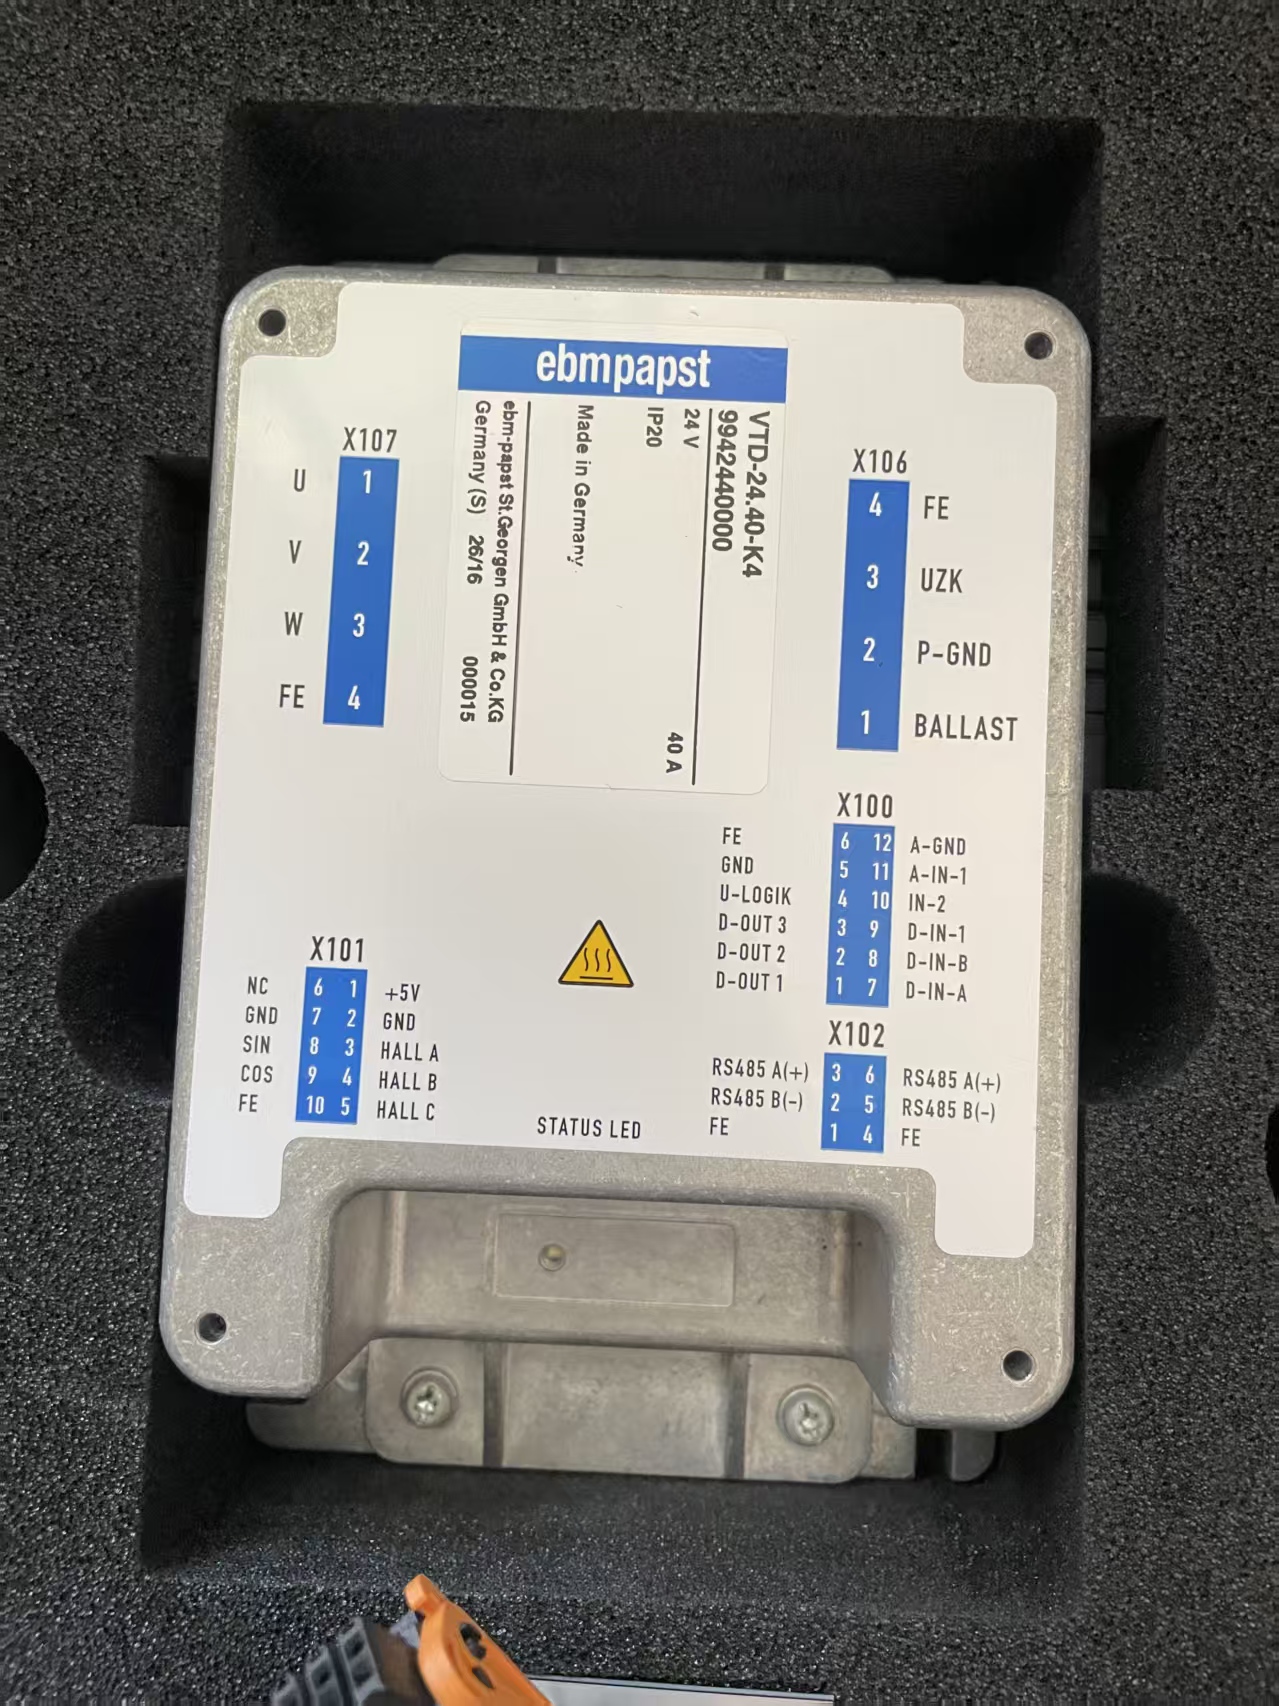 ebmpapst
VTD-24.40-K4
9942440000
24 V 40 A
IP20
Made in Germany
ebm-papst St.Georgen GmbH & Co.KG
Germany (S) 26/16 000015
X107
U 1
V 2
W 3
FE 4
X106
4 FE
3 UZK
2 P-GND
1 BALLAST
X100
FE 6 12 A-GND
GND 5 11 A-IN-1
U-LOGIK 4 10 IN-2
D-OUT 3 3 9 D-IN-1
D-OUT 2 2 8 D-IN-B
D-OUT 1 1 7 D-IN-A
X101
NC 6 1 +5V
GND 7 2 GND
SIN 8 3 HALL A
COS 9 4 HALL B
FE 10 5 HALL C
X102
RS485 A(+) 3 6 RS485 A(+)
RS485 B(-) 2 5 RS485 B(-)
FE 1 4 FE
STATUS LED